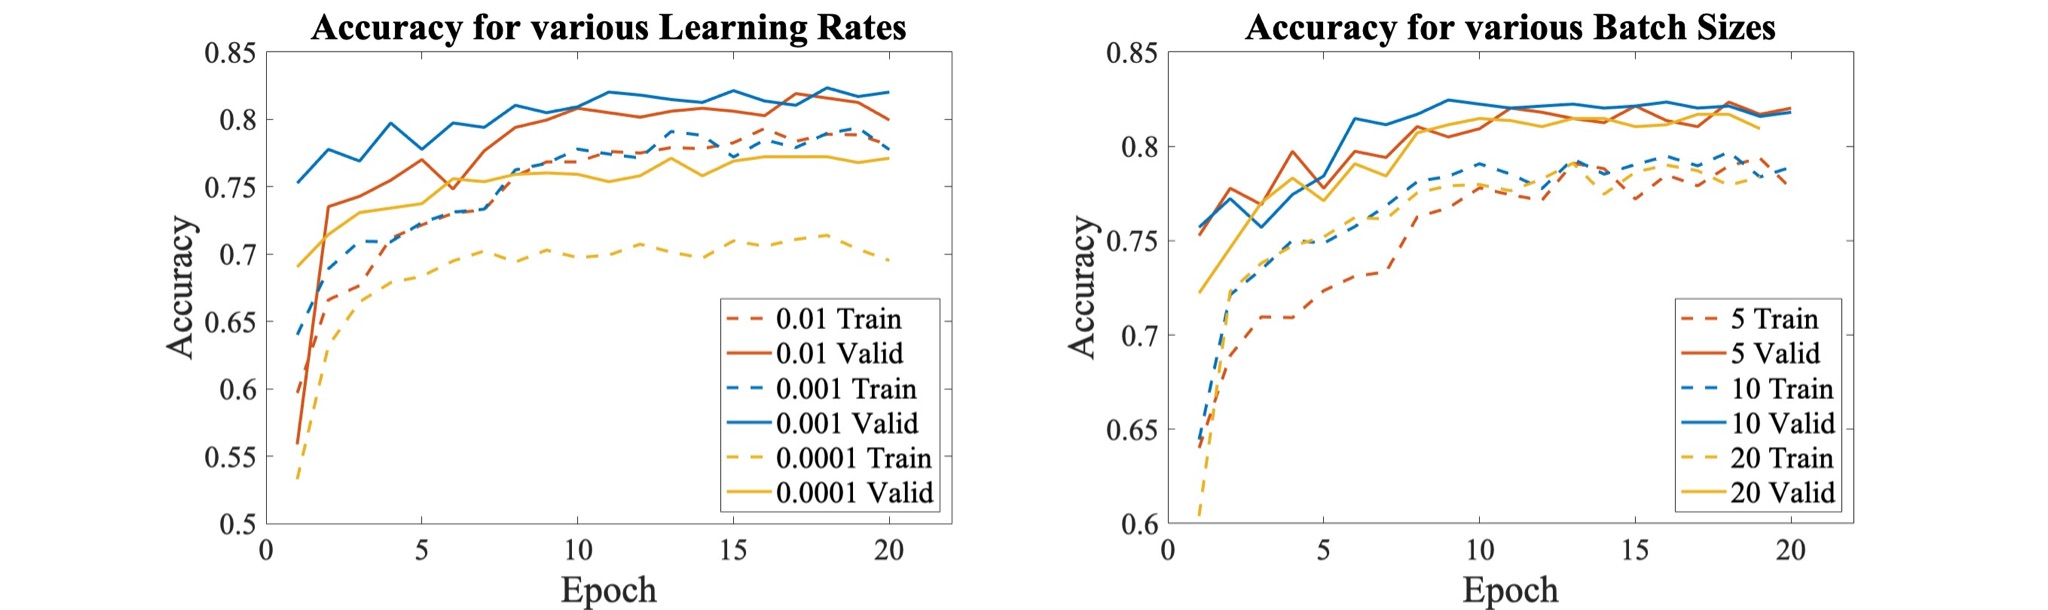 Accuracy for various Learning Rates
0.85
0.8
0.75
0.7
0.65
0.6
0.55
0.5
Accuracy
0 5 10 15 20
Epoch
0.01 Train
0.01 Valid
0.001 Train
0.001 Valid
0.0001 Train
0.0001 Valid
Accuracy for various Batch Sizes
0.85
0.8
0.75
0.7
0.65
0.6
Accuracy
0 5 10 15 20
Epoch
5 Train
5 Valid
10 Train
10 Valid
20 Train
20 Valid